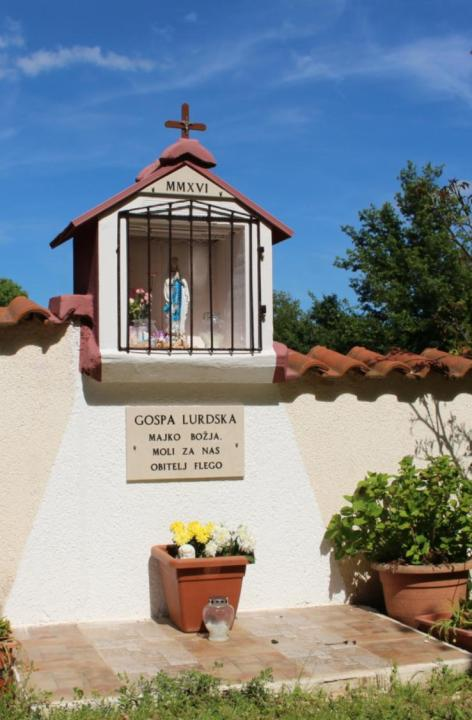 MMXVI
GOSPA LURDSKA
MAJKO BOŽJA,
MOLI ZA NAS
OBITELJ FLEGO